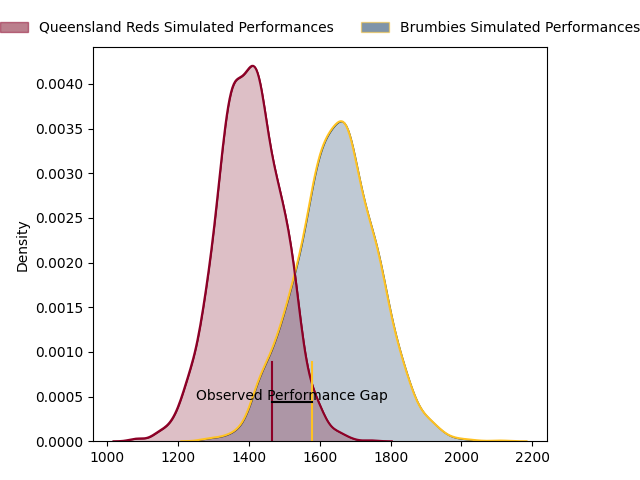 Queensland Reds Simulated Performances
Brumbies Simulated Performances
Density
0.0040
0.0035
0.0030
0.0025
0.0020
0.0015
0.0010
0.0005
0.0000
Observed Performance Gap
1000 1200 1400 1600 1800 2000 2200